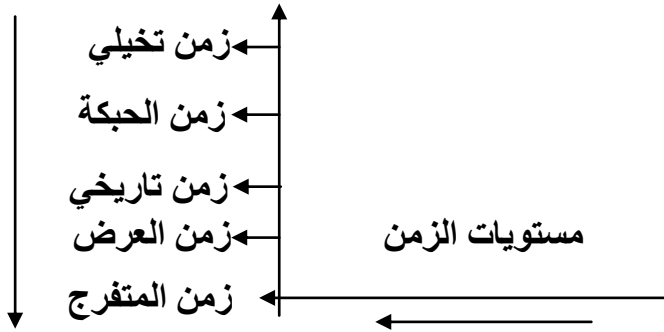 زمن تخيلي
زمن الحبكة
زمن تاريخي
زمن العرض
مستويات الزمن
زمن المتفرج